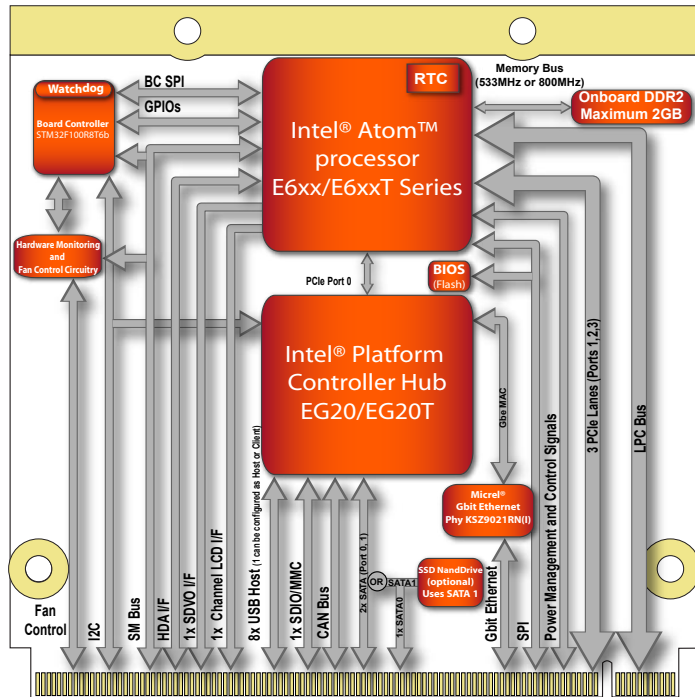 BC SPI
GPIOs
Watchdog
Board Controller
STM32F100R8T6b
RTC
Intel® Atom™
processor
E6xx/E6xxT Series
Memory Bus
(533MHz or 800MHz)
Onboard DDR2
Maximum 2GB
Hardware Monitoring
and
Fan Control Circuitry
PCIe Port 0
BIOS
(Flash)
Intel® Platform
Controller Hub
EG20/EG20T
Gbe MAC
Micrel®
Gbit Ethernet
Phy KSZ9021RN(I)
SSD NandDrive
(optional)
Uses SATA 1
OR
SATA1
1x SATA0
2x SATA (Port 0, 1)
Fan
Control
I2C
SM Bus
HDA I/F
1x SDVO I/F
1x Channel LCD I/F
8x USB Host (1 can be configured as Host or Client)
1x SDIO/MMC
CAN Bus
Gbit Ethernet
SPI
Power Management and Control Signals
3 PCIe Lanes (Ports 1,2,3)
LPC Bus